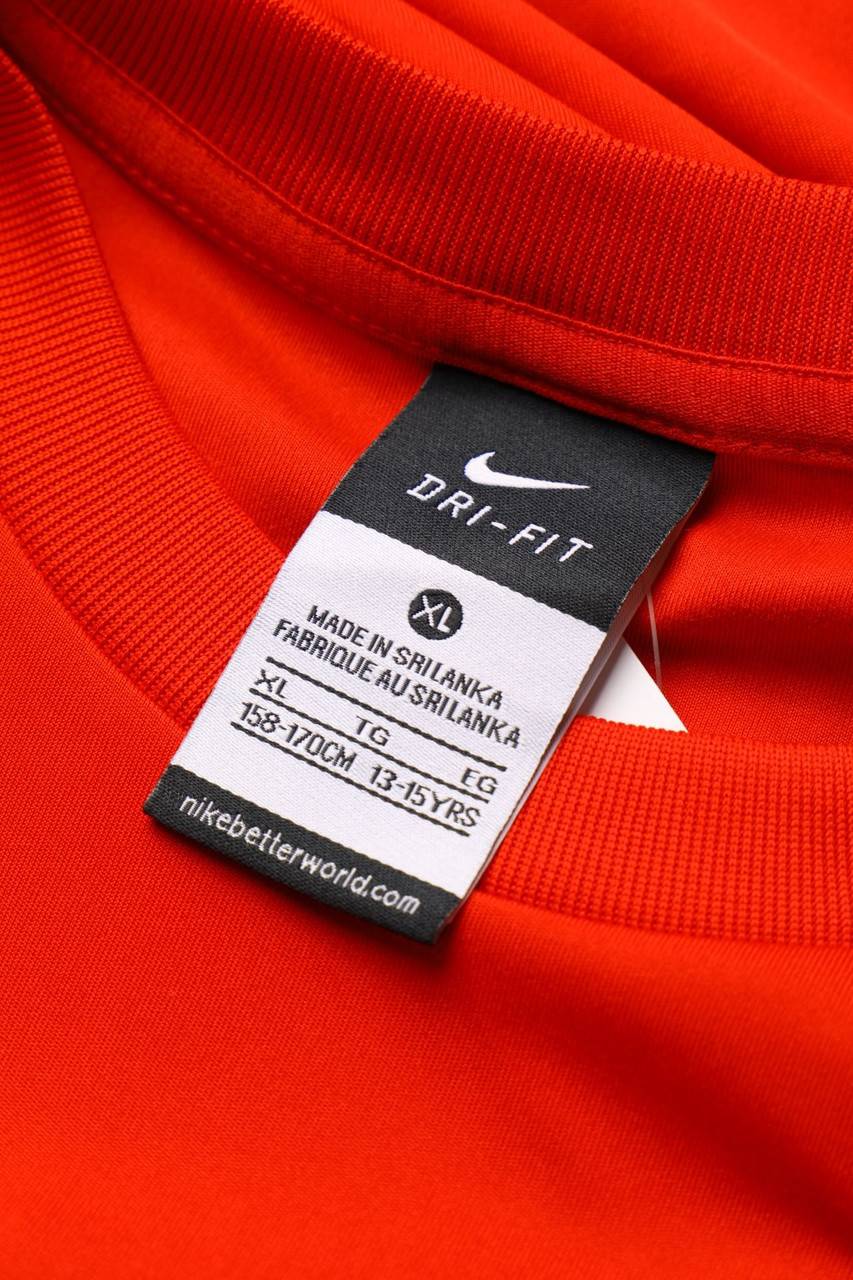 DRI-FIT
XL
MADE IN SRILANKA
FABRIQUE AU SRILANKA
XL TG EG
158-170CM 13-15YRS
nikebetterworld.com